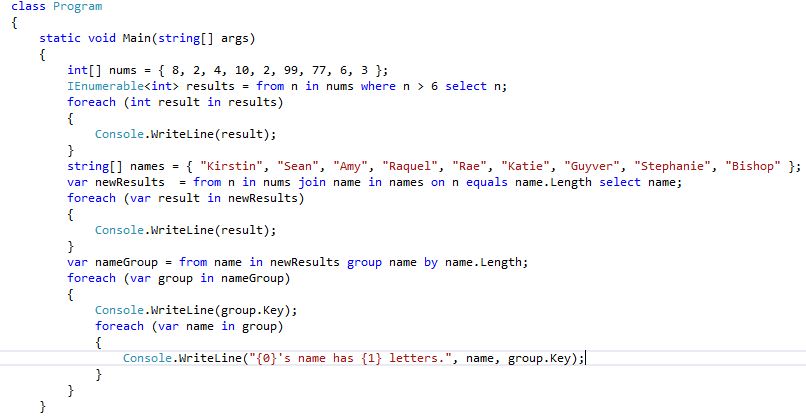 class Program
{
    static void Main(string[] args)
    {
        int[] nums = { 8, 2, 4, 10, 2, 99, 77, 6, 3 };
        IEnumerable<int> results = from n in nums where n > 6 select n;
        foreach (int result in results)
        {
            Console.WriteLine(result);
        }
        string[] names = { "Kirstin", "Sean", "Amy", "Raquel", "Rae", "Katie", "Guyver", "Stephanie", "Bishop" };
        var newResults  = from n in nums join name in names on n equals name.Length select name;
        foreach (var result in newResults)
        {
            Console.WriteLine(result);
        }
        var nameGroup = from name in newResults group name by name.Length;
        foreach (var group in nameGroup)
        {
            Console.WriteLine(group.Key);
            foreach (var name in group)
            {
                Console.WriteLine("{0}'s name has {1} letters.", name, group.Key);
            }
        }
    }